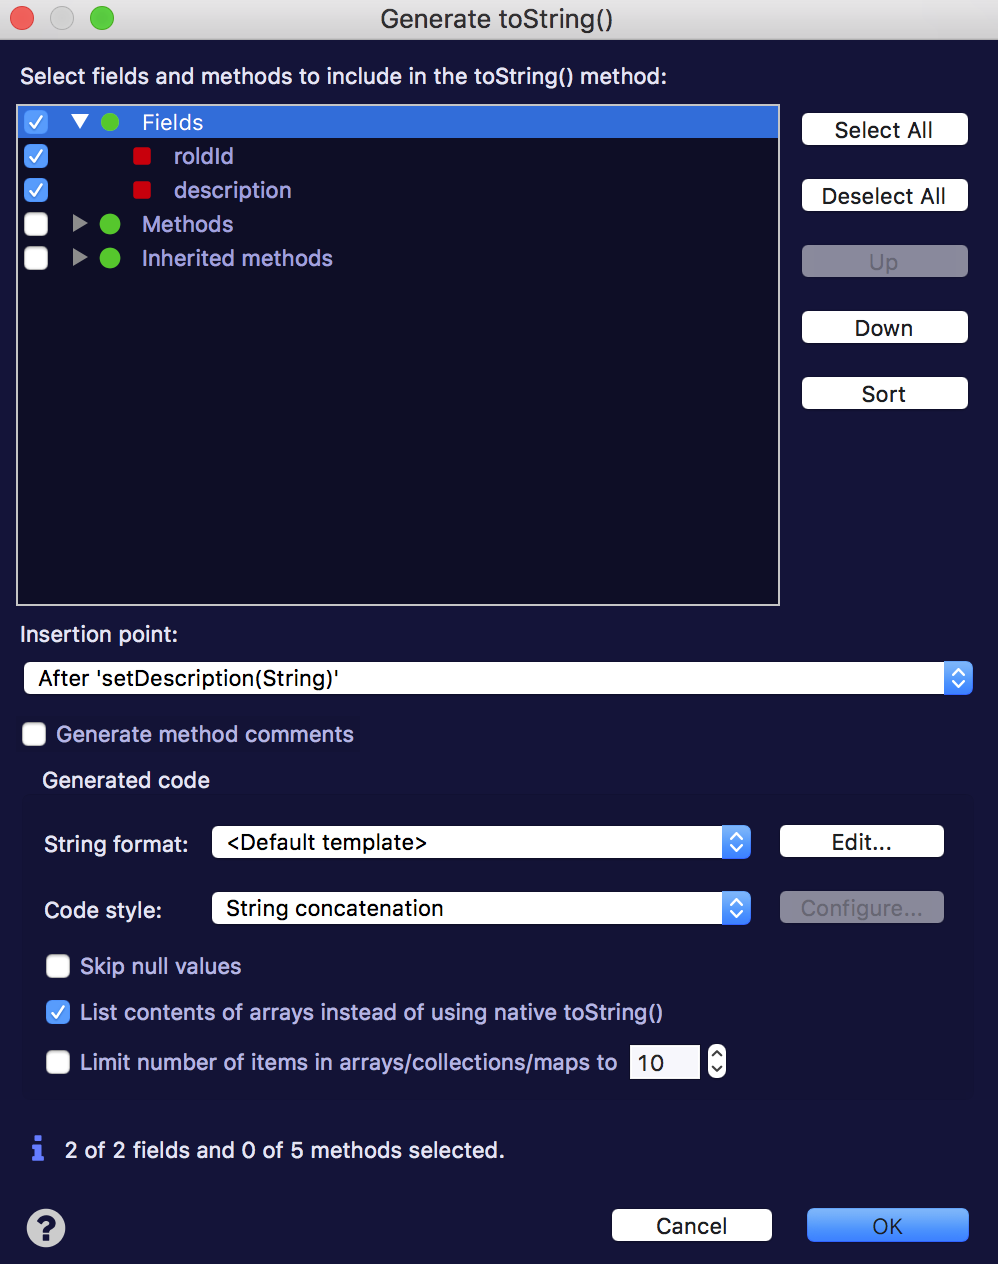 Generate toString()
Select fields and methods to include in the toString() method:
Fields
roldId
description
Methods
Inherited methods
Select All
Deselect All
Up
Down
Sort
Insertion point:
After 'setDescription(String)'
Generate method comments
Generated code
String format: <Default template> Edit...
Code style: String concatenation Configure...
Skip null values
List contents of arrays instead of using native toString()
Limit number of items in arrays/collections/maps to 10
2 of 2 fields and 0 of 5 methods selected.
? Cancel OK